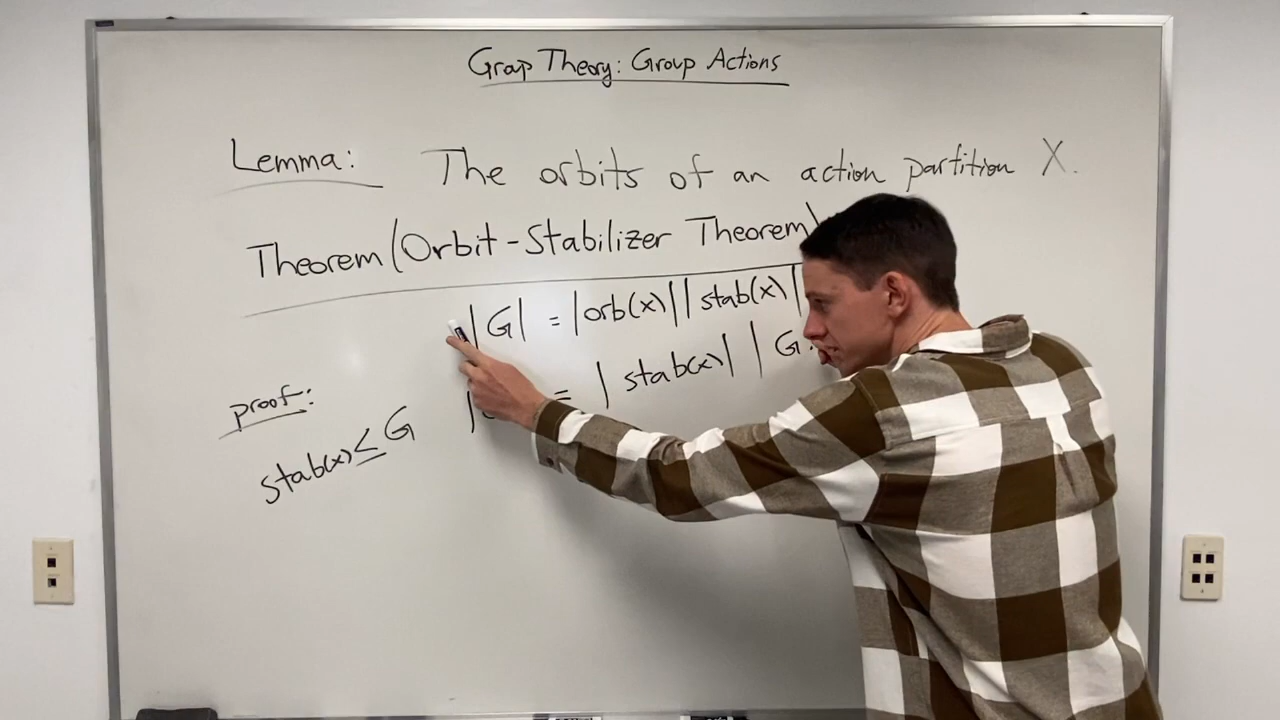 Group Theory: Group Actions
Lemma: The orbits of an action partition X.
Theorem (Orbit-Stabilizer Theorem)
|G| = |orb(x)||stab(x)|
proof:
stab(x) ≤ G
= |stab(x)| | G: